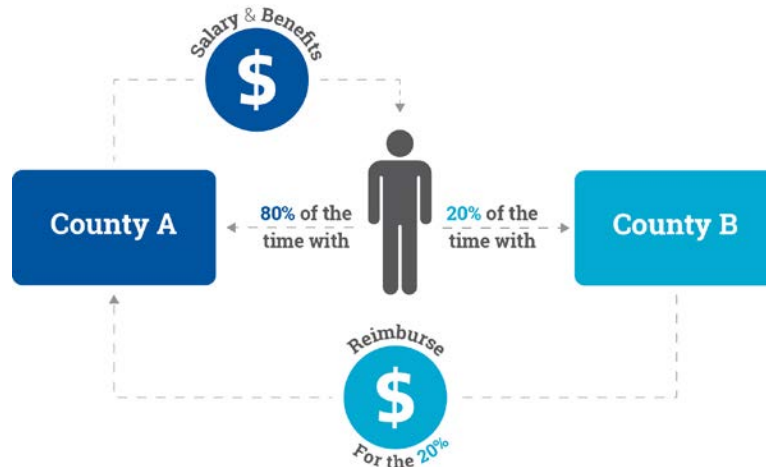 Salary & Benefits
$
County A
80% of the
time with
20% of the
time with
County B
Reimburse
$
For the 20%